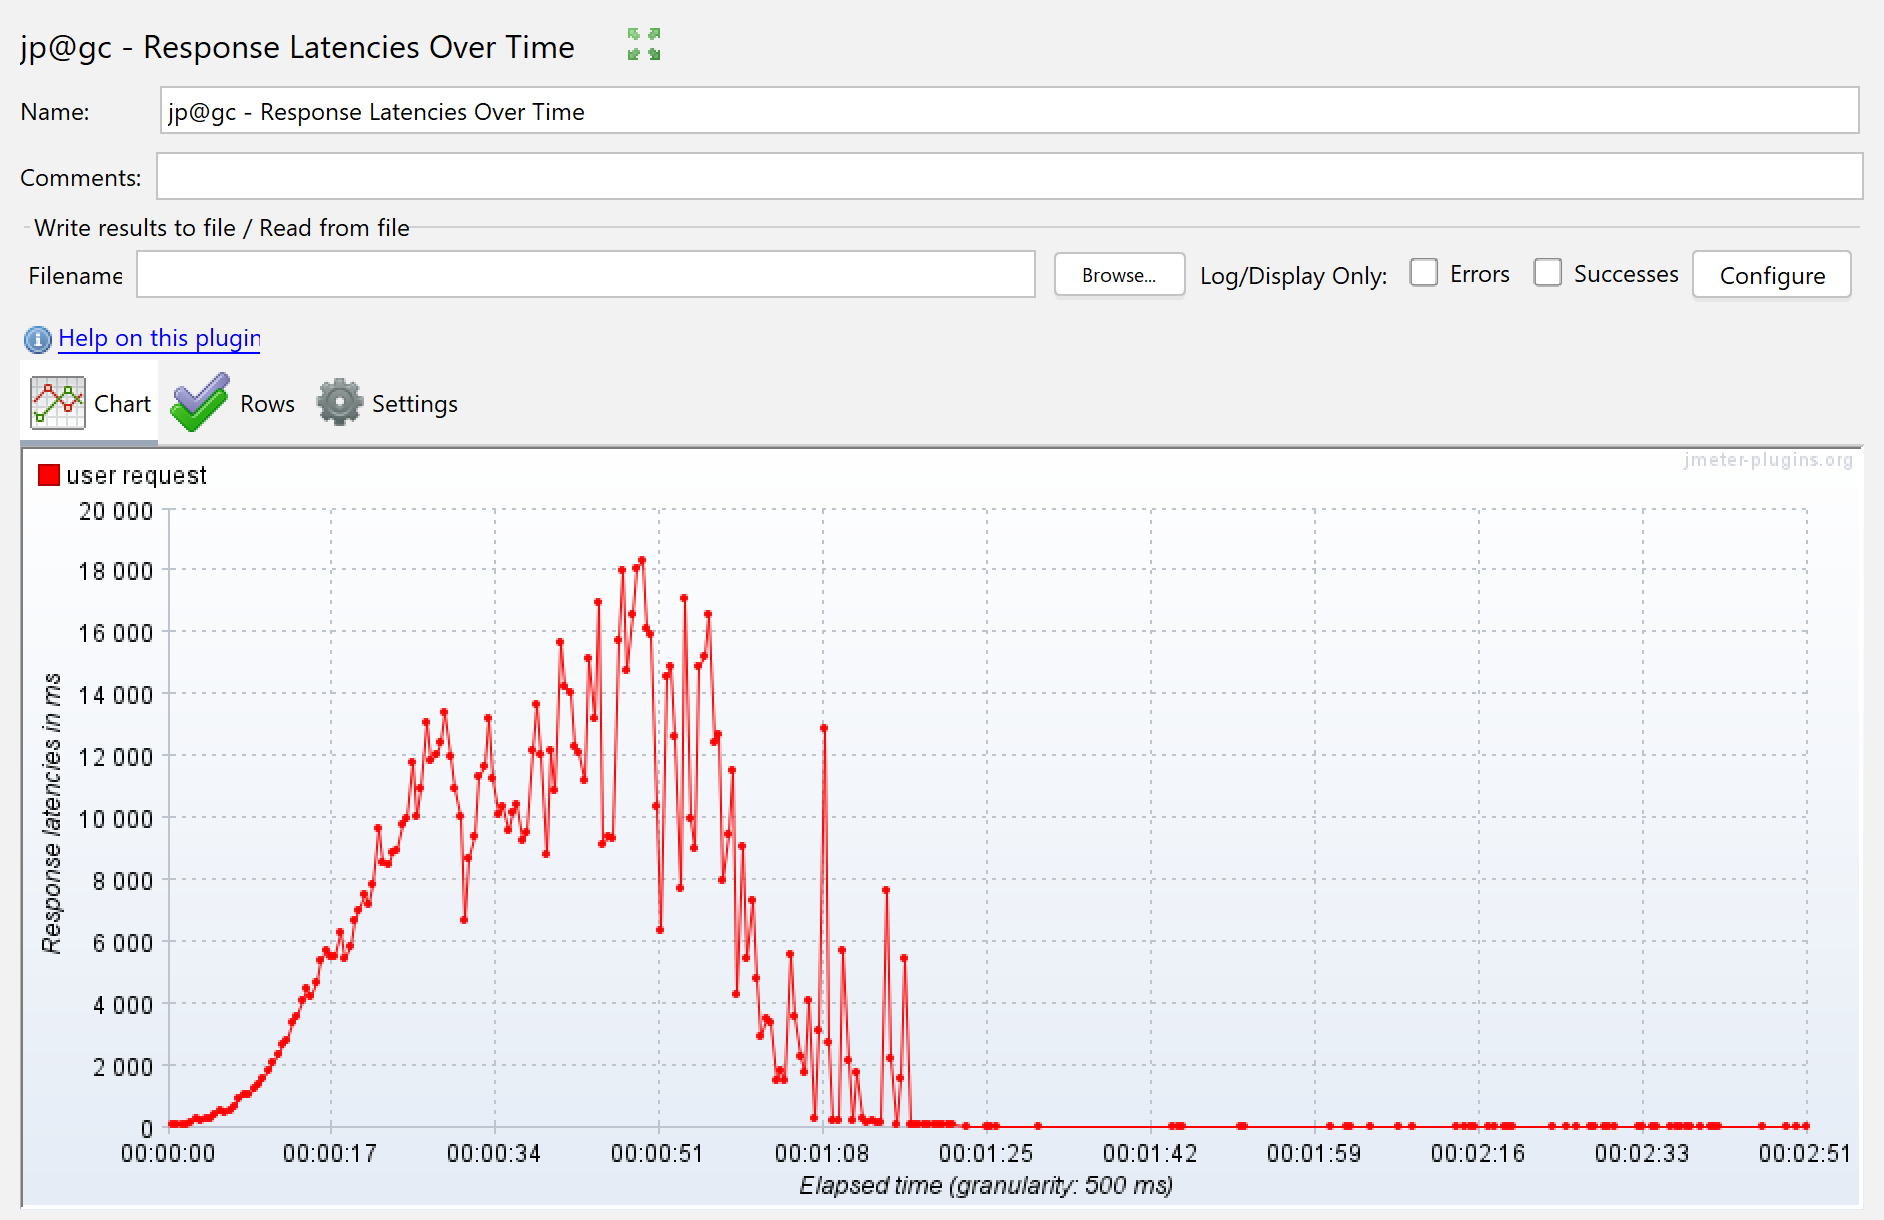 jp@gc - Response Latencies Over Time
Name: jp@gc - Response Latencies Over Time
Comments:
Write results to file / Read from file
Filename Browse... Log/Display Only: Errors Successes Configure
Help on this plugin
Chart Rows Settings
user request
jmeter-plugins.org
20 000
18 000
16 000
14 000
12 000
10 000
8 000
6 000
4 000
2 000
0
Response latencies in ms
00:00:00 00:00:17 00:00:34 00:00:51 00:01:08 00:01:25 00:01:42 00:01:59 00:02:16 00:02:33 00:02:51
Elapsed time (granularity: 500 ms)